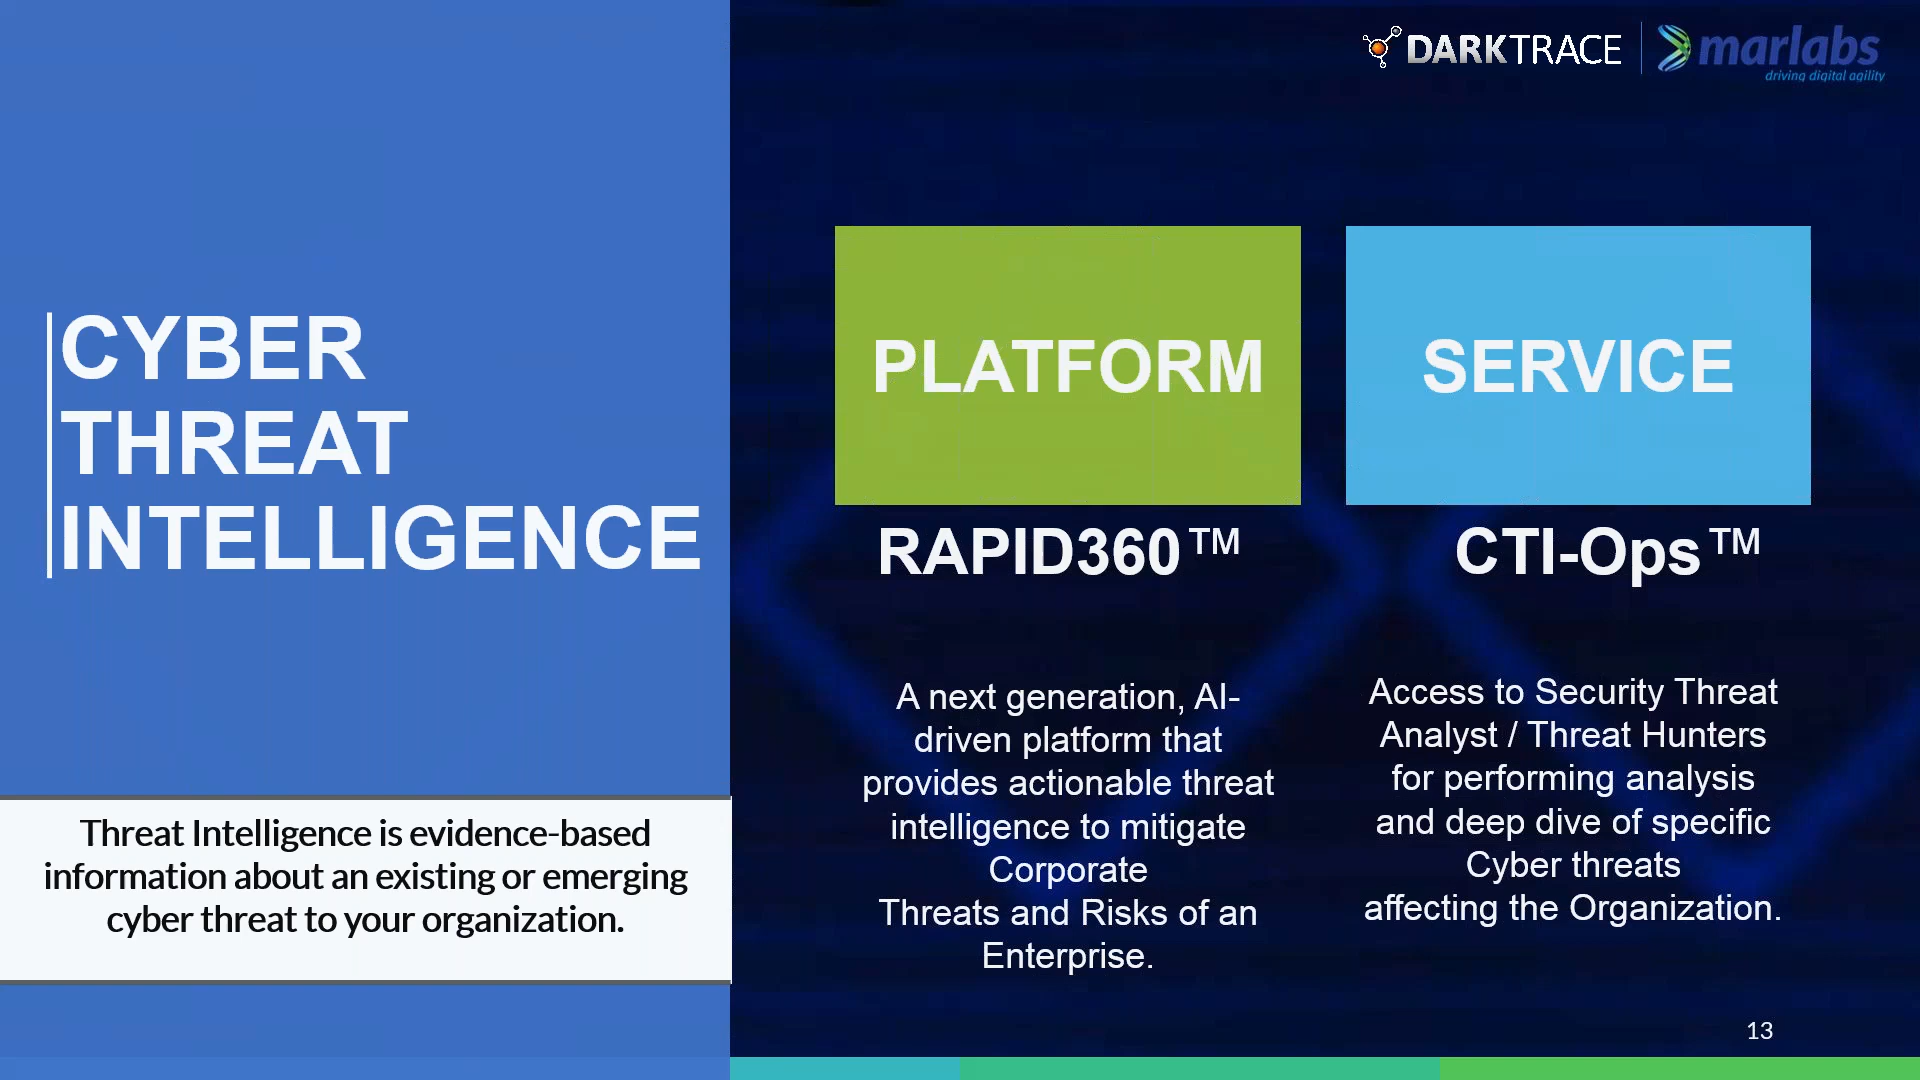 DARKTRACE
marlabs
driving digital agility
CYBER
THREAT
INTELLIGENCE
Threat Intelligence is evidence-based
information about an existing or emerging
cyber threat to your organization.
PLATFORM
RAPID360™
A next generation, AI-
driven platform that
provides actionable threat
intelligence to mitigate
Corporate
Threats and Risks of an
Enterprise.
SERVICE
CTI-Ops™
Access to Security Threat
Analyst / Threat Hunters
for performing analysis
and deep dive of specific
Cyber threats
affecting the Organization.
13